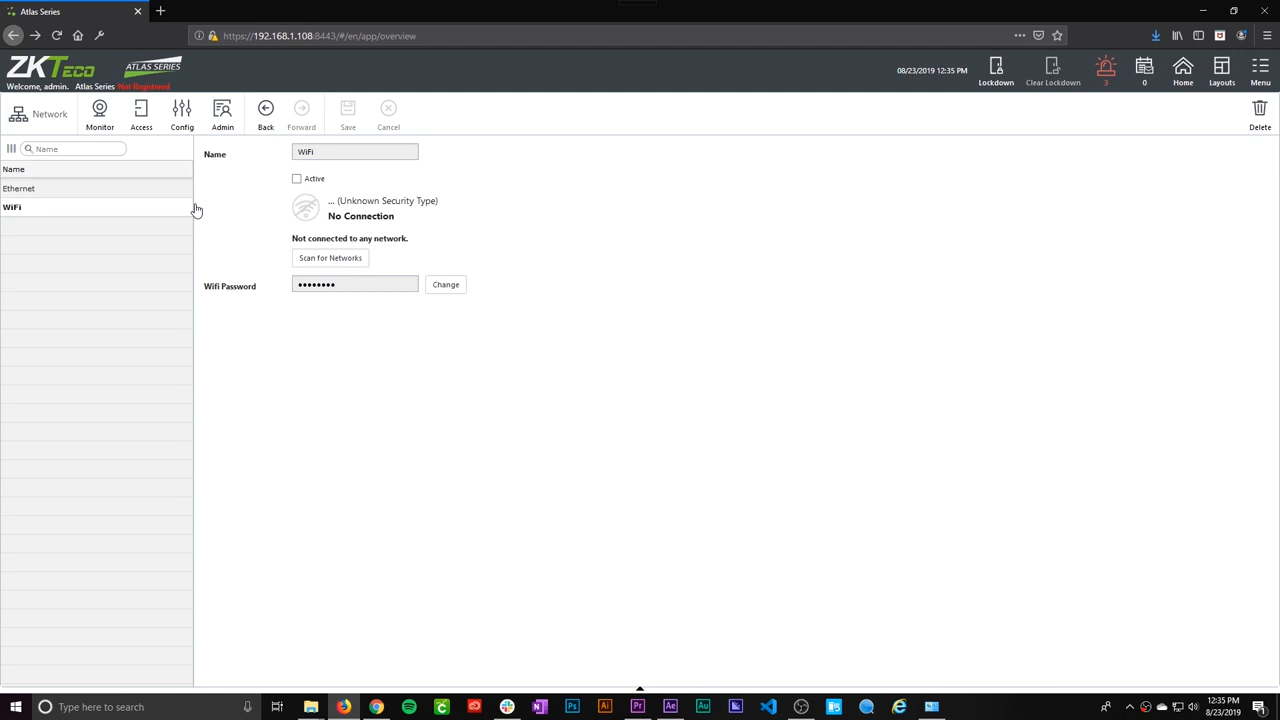 Atlas Series
https://192.168.1.108:8443/#/en/app/overview
ZKTeco ATLAS SERIES
Welcome, admin. Atlas Series Not Registered
08/23/2019 12:35 PM
Lockdown
Clear Lockdown
3
0
Home
Layouts
Menu
Network
Monitor
Access
Config
Admin
Back
Forward
Save
Cancel
Delete
Name
Name
Ethernet
WiFi
Name
WiFi
Active
... (Unknown Security Type)
No Connection
Not connected to any network.
Scan for Networks
Wifi Password
••••••••
Change
Type here to search
12:35 PM
8/23/2019